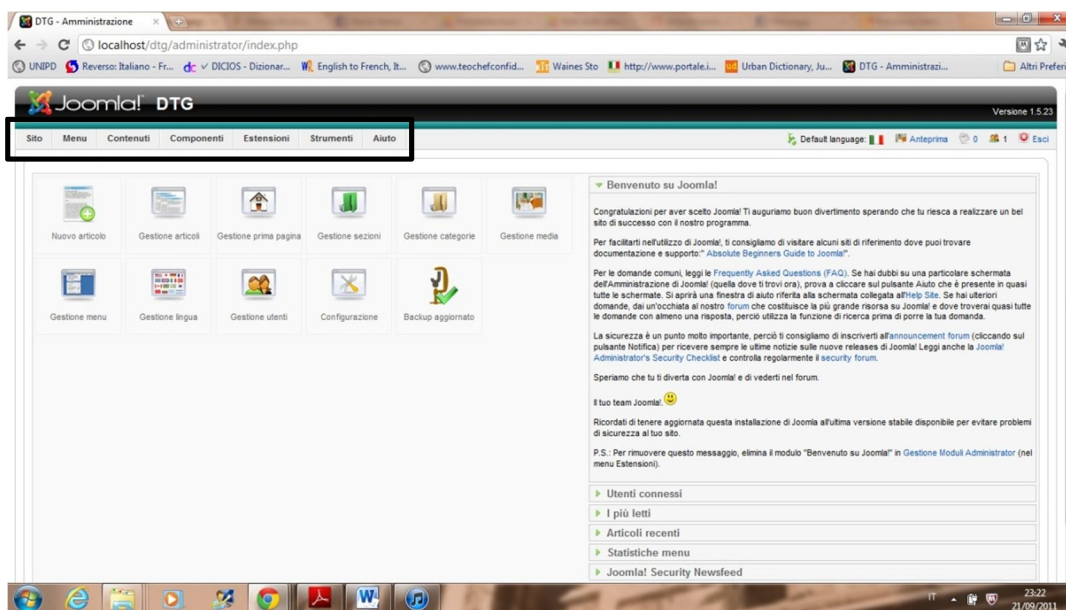 DTG - Amministrazione
localhost/dtg/administrator/index.php
UNIPD
Reverso: Italiano - Fr...
DICIOS - Dizionar...
English to French, It...
www.teochefconfid...
Waines Sto
http://www.portale.i...
Urban Dictionary, Ju...
DTG - Amministrazi...
Altri Preferi
Joomla! DTG
Versione 1.5.23
Sito Menu Contenuti Componenti Estensioni Strumenti Aiuto
Default language: Anteprima 0 1 Esci
Nuovo articolo
Gestione articoli
Gestione prima pagina
Gestione sezioni
Gestione categorie
Gestione media
Gestione menu
Gestione lingua
Gestione utenti
Configurazione
Backup aggiornato
Benvenuto su Joomla!
Congratulazioni per aver scelto Joomla! Ti auguriamo buon divertimento sperando che tu riesca a realizzare un bel
sito di successo con il nostro programma.
Per facilitarti nell'utilizzo di Joomla!, ti consigliamo di visitare alcuni siti di riferimento dove puoi trovare
documentazione e supporto:" Absolute Beginners Guide to Joomla!".
Per le domande comuni, leggi le Frequently Asked Questions (FAQ). Se hai dubbi su una particolare schermata
dell'Amministrazione di Joomla! (quella dove ti trovi ora), prova a cliccare sul pulsante Aiuto che è presente in quasi
tutte le schermate. Si aprirà una finestra di aiuto riferita alla schermata collegata all'Help Site. Se hai ulteriori
domande, dai un'occhiata al nostro forum che costituisce la più grande risorsa su Joomla! e dove troverai quasi tutte
le domande con almeno una risposta, perciò utilizza la funzione di ricerca prima di porre la tua domanda.
La sicurezza è un punto molto importante, perciò ti consigliamo di inscriverti all'announcement forum (cliccando sul
pulsante Notifica) per ricevere sempre le ultime notizie sulle nuove releases di Joomla! Leggi anche la Joomla!
Administrator's Security Checklist e controlla regolarmente il security forum.
Speriamo che tu ti diverta con Joomla! e di vederti nel forum.
Il tuo team Joomla!.
Ricordati di tenere aggiornata questa installazione di Joomla all'ultima versione stabile disponibile per evitare problemi
di sicurezza al tuo sito.
P.S.: Per rimuovere questo messaggio, elimina il modulo "Benvenuto su Joomla!" in Gestione Moduli Administrator (nel
menu Estensioni).
Utenti connessi
I più letti
Articoli recenti
Statistiche menu
Joomla! Security Newsfeed
IT
23:22
21/09/2011